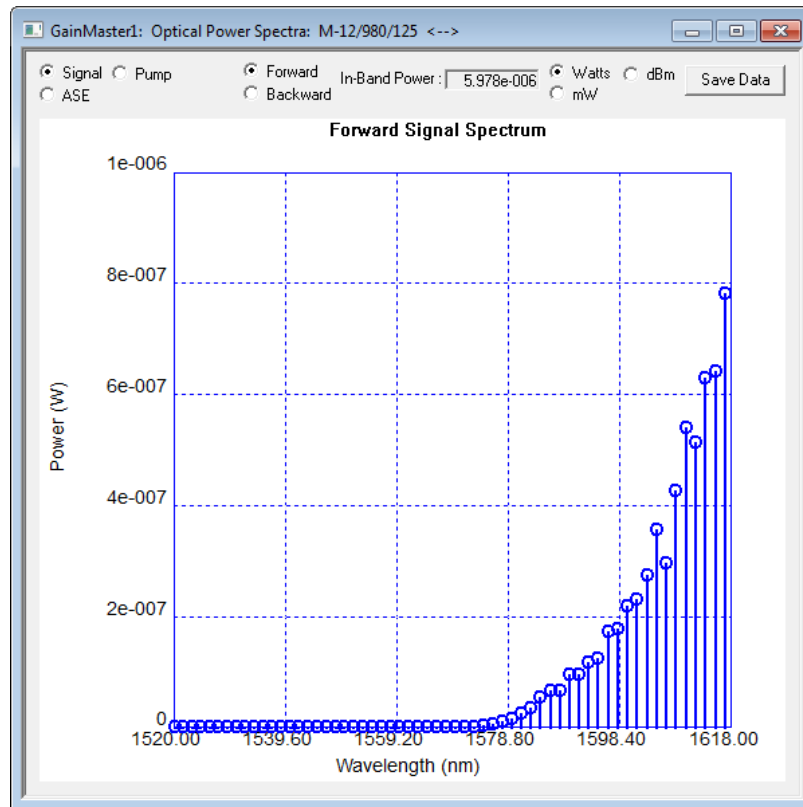 GainMaster1: Optical Power Spectra: M-12/980/125 <-->
Signal Pump Forward In-Band Power : 5.978e-006 Watts dBm Save Data
ASE Backward mW
Forward Signal Spectrum
1e-006
8e-007
6e-007
Power (W)
4e-007
2e-007
0
1520.00 1539.60 1559.20 1578.80 1598.40 1618.00
Wavelength (nm)